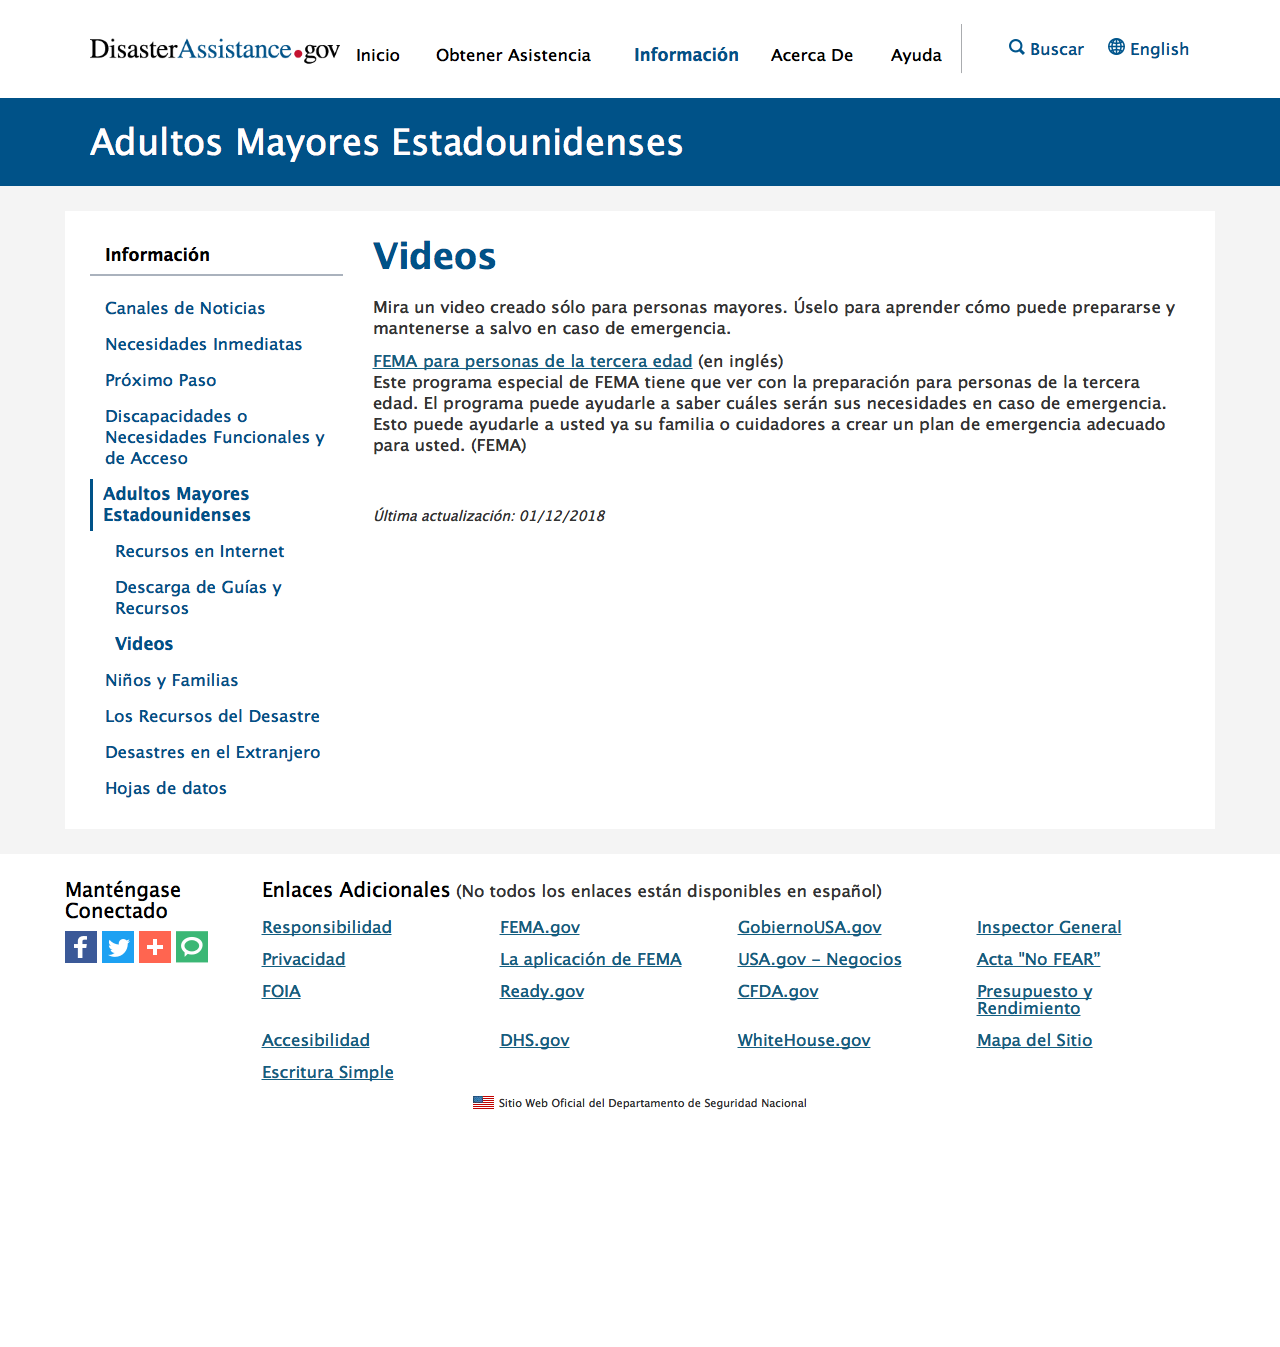 DisasterAssistance.gov
Inicio
Obtener Asistencia
Información
Acerca De
Ayuda
Buscar
English
Adultos Mayores Estadounidenses
Información
Canales de Noticias
Necesidades Inmediatas
Próximo Paso
Discapacidades o
Necesidades Funcionales y
de Acceso
Adultos Mayores
Estadounidenses
Recursos en Internet
Descarga de Guías y
Recursos
Videos
Niños y Familias
Los Recursos del Desastre
Desastres en el Extranjero
Hojas de datos
Videos
Mira un video creado sólo para personas mayores. Úselo para aprender cómo puede prepararse y
mantenerse a salvo en caso de emergencia.
FEMA para personas de la tercera edad (en inglés)
Este programa especial de FEMA tiene que ver con la preparación para personas de la tercera
edad. El programa puede ayudarle a saber cuáles serán sus necesidades en caso de emergencia.
Esto puede ayudarle a usted ya su familia o cuidadores a crear un plan de emergencia adecuado
para usted. (FEMA)
Última actualización: 01/12/2018
Manténgase
Conectado
Enlaces Adicionales (No todos los enlaces están disponibles en español)
Responsibilidad
FEMA.gov
GobiernoUSA.gov
Inspector General
Privacidad
La aplicación de FEMA
USA.gov – Negocios
Acta "No FEAR”
FOIA
Ready.gov
CFDA.gov
Presupuesto y
Rendimiento
Accesibilidad
DHS.gov
WhiteHouse.gov
Mapa del Sitio
Escritura Simple
Sitio Web Oficial del Departamento de Seguridad Nacional